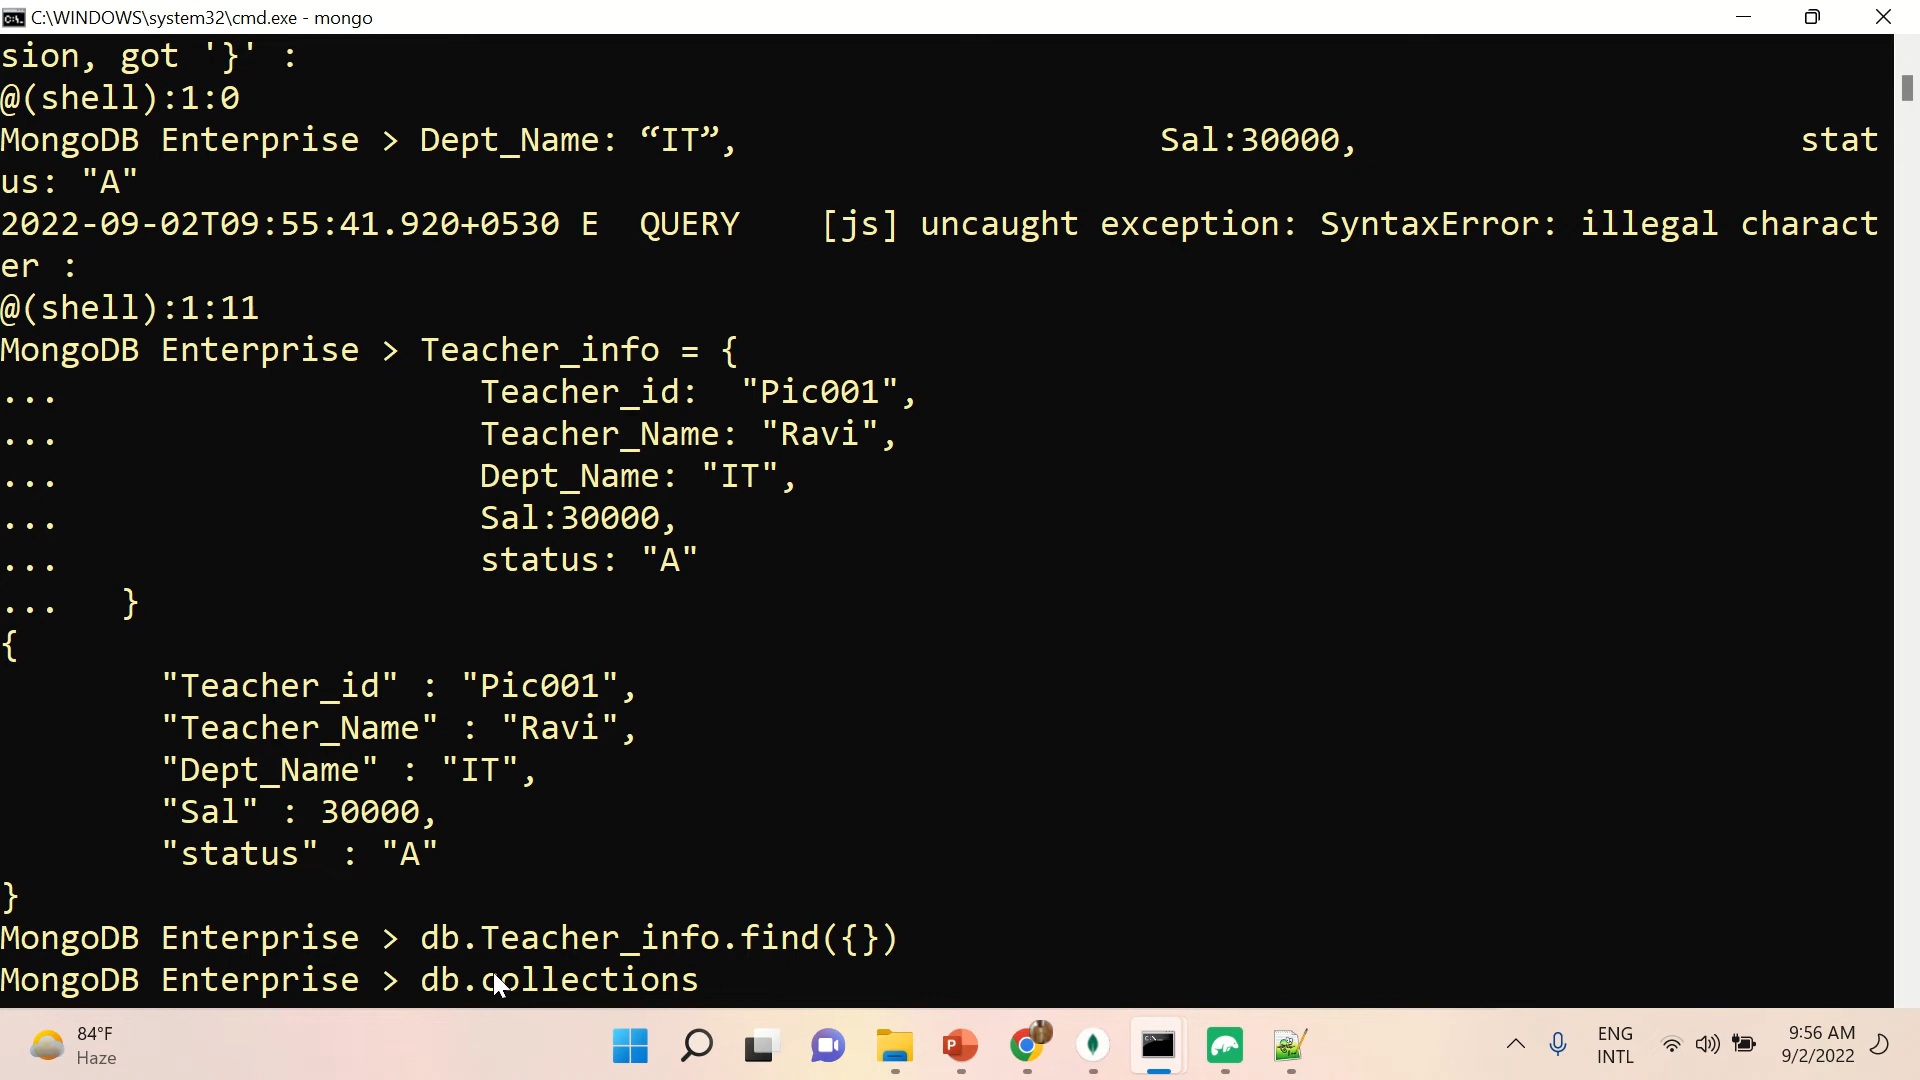 C:\WINDOWS\system32\cmd.exe - mongo
sion, got '}' :
@(shell):1:0
MongoDB Enterprise > Dept_Name: “IT”, Sal:30000, stat
us: "A"
2022-09-02T09:55:41.920+0530 E QUERY [js] uncaught exception: SyntaxError: illegal charact
er :
@(shell):1:11
MongoDB Enterprise > Teacher_info = {
... Teacher_id: "Pic001",
... Teacher_Name: "Ravi",
... Dept_Name: "IT",
... Sal:30000,
... status: "A"
... }
{
"Teacher_id" : "Pic001",
"Teacher_Name" : "Ravi",
"Dept_Name" : "IT",
"Sal" : 30000,
"status" : "A"
}
MongoDB Enterprise > db.Teacher_info.find({})
MongoDB Enterprise > db.collections
84°F
Haze
ENG
INTL
9:56 AM
9/2/2022